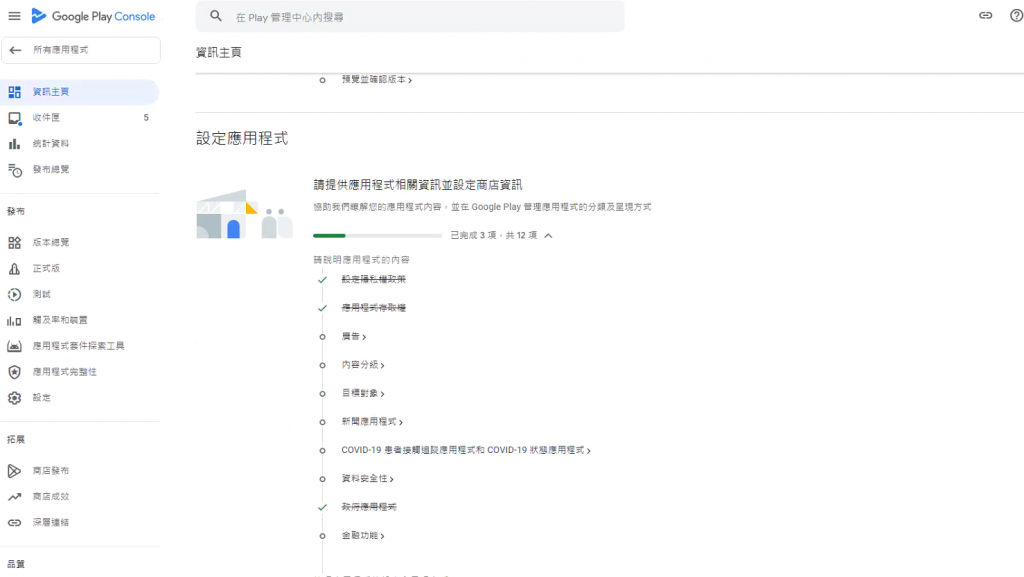 Google Play Console
在 Play 管理中心內搜尋
所有應用程式
資訊主頁
收件匣 5
統計資料
發布總覽
發布
版本總覽
正式版
測試
觸及率和裝置
應用程式套件探索工具
應用程式完整性
設定
拓展
商店發布
商店成效
深層連結
品質
資訊主頁
預覽並確認版本
設定應用程式
請提供應用程式相關資訊並設定商店資訊
協助我們瞭解您的應用程式內容，並在 Google Play 管理應用程式的分類及呈現方式
已完成 3 項，共 12 項
請說明應用程式的內容
設定隱私權政策
應用程式存取權
廣告
內容分級
目標對象
新聞應用程式
COVID-19 患者接觸追蹤應用程式和 COVID-19 狀態應用程式
資料安全性
政府應用程式
金融功能